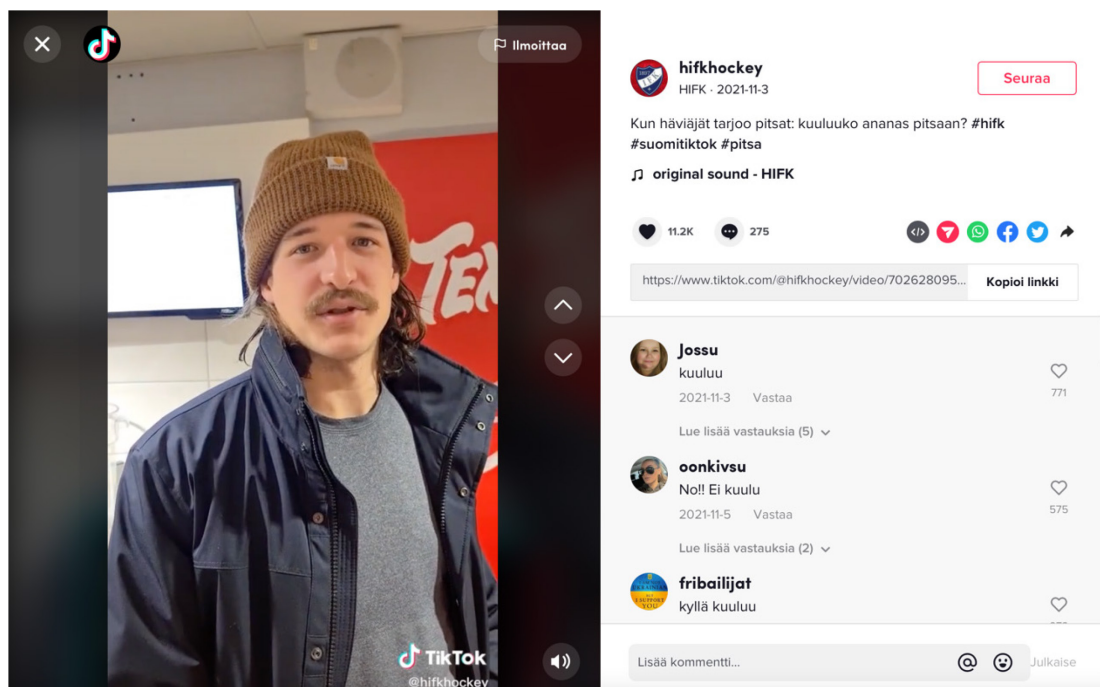 Ilmoittaa
TEX
TikTok
@hifkhockey
hifkhockey
HIFK · 2021-11-3
Seuraa
Kun häviäjät tarjoo pitsat: kuuluuko ananas pitsaan? #hifk
#suomitiktok #pitsa
original sound - HIFK
11.2K
275
https://www.tiktok.com/@hifkhockey/video/702628095...
Kopioi linkki
Jossu
kuuluu
2021-11-3 Vastaa
771
Lue lisää vastauksia (5)
oonkivsu
No!! Ei kuulu
2021-11-5 Vastaa
575
Lue lisää vastauksia (2)
fribailijat
kyllä kuuluu
Lisää kommentti...
Julkaise